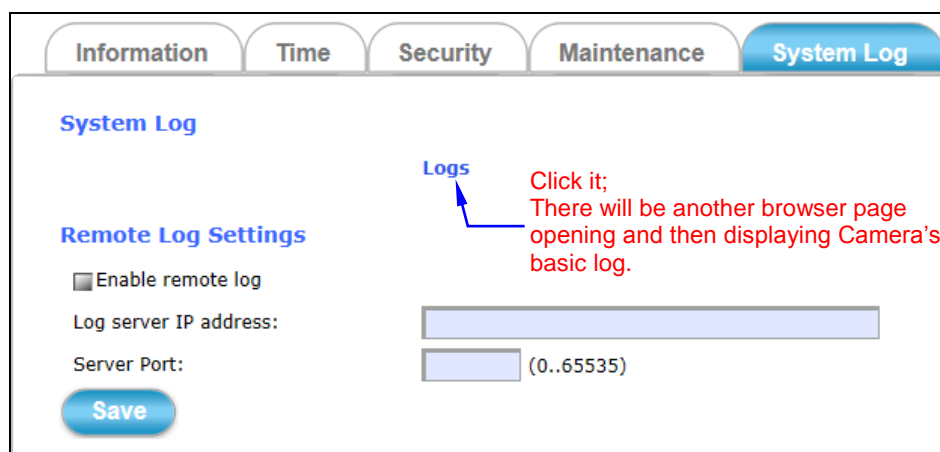 Information Time Security Maintenance System Log
System Log
Logs
Click it;
There will be another browser page
opening and then displaying Camera's
basic log.
Remote Log Settings
Enable remote log
Log server IP address:
Server Port: (0..65535)
Save